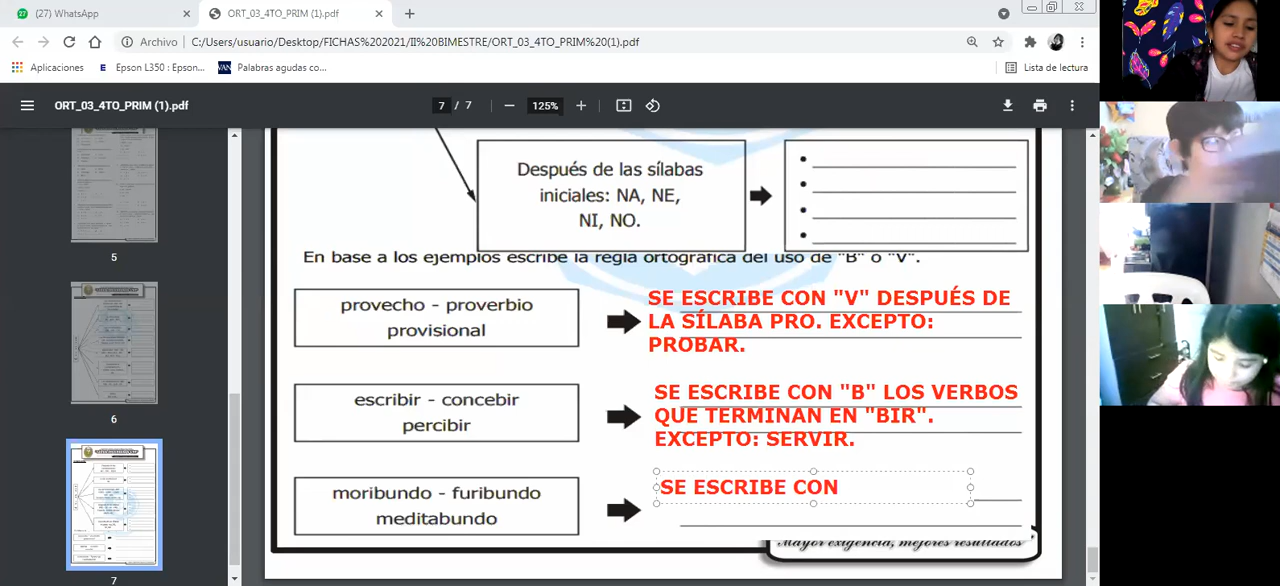 (27) WhatsApp
ORT_03_4TO_PRIM (1).pdf
Archivo
C:/Users/usuario/Desktop/FICHAS%202021/II%20BIMESTRE/ORT_03_4TO_PRIM%20(1).pdf
Aplicaciones
Epson L350 : Epson...
Palabras agudas co...
Lista de lectura
ORT_03_4TO_PRIM (1).pdf
7 / 7
125%
5
6
7
Después de las sílabas
iniciales: NA, NE,
NI, NO.
En base a los ejemplos escribe la regla ortográfica del uso de "B" o "V".
provecho - proverbio
provisional
SE ESCRIBE CON "V" DESPUÉS DE
LA SÍLABA PRO. EXCEPTO:
PROBAR.
escribir - concebir
percibir
SE ESCRIBE CON "B" LOS VERBOS
QUE TERMINAN EN "BIR".
EXCEPTO: SERVIR.
moribundo - furibundo
meditabundo
SE ESCRIBE CON
Mayor exigencia, mejores resultados